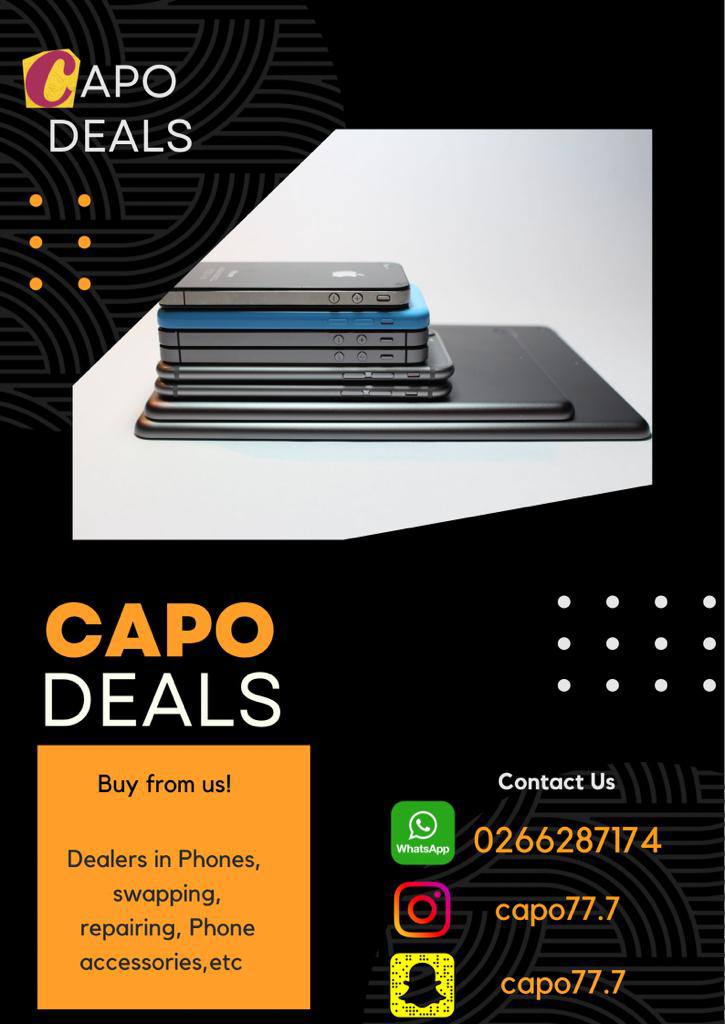 CAPO
DEALS
CAPO
DEALS
Buy from us!
Dealers in Phones,
swapping,
repairing, Phone
accessories,etc
Contact Us
WhatsApp
0266287174
capo77.7
capo77.7